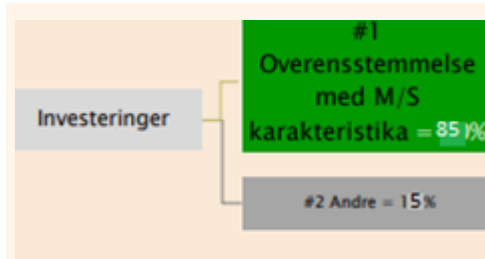 #1
Overensstemmelse
med M/S
Investeringer
karakteristika = 85%
#2 Andre = 15%